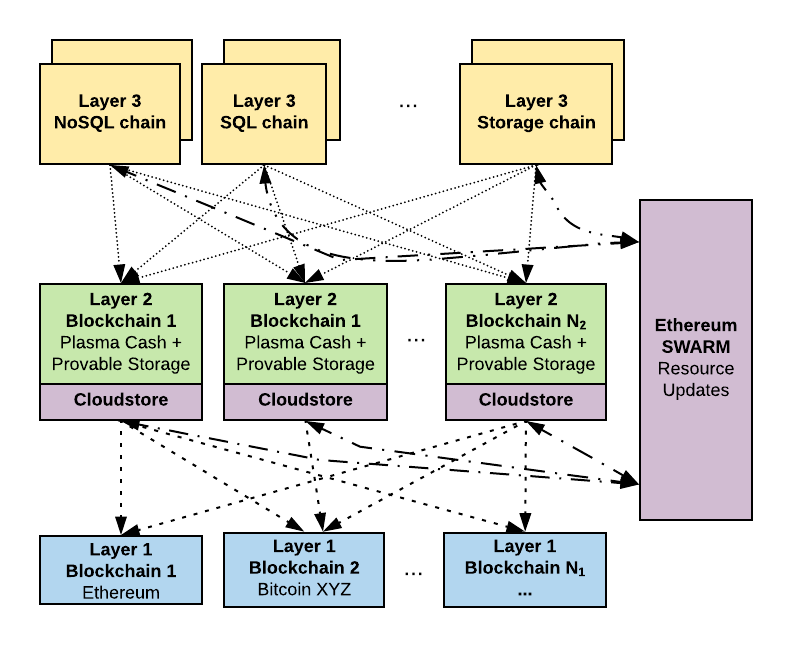 Layer 3
NoSQL chain
Layer 3
SQL chain
...
Layer 3
Storage chain
Layer 2
Blockchain 1
Plasma Cash +
Provable Storage
Cloudstore
Layer 2
Blockchain 1
Plasma Cash +
Provable Storage
Cloudstore
...
Layer 2
Blockchain N₂
Plasma Cash +
Provable Storage
Cloudstore
Ethereum
SWARM
Resource
Updates
Layer 1
Blockchain 1
Ethereum
Layer 1
Blockchain 2
Bitcoin XYZ
...
Layer 1
Blockchain N₁
...